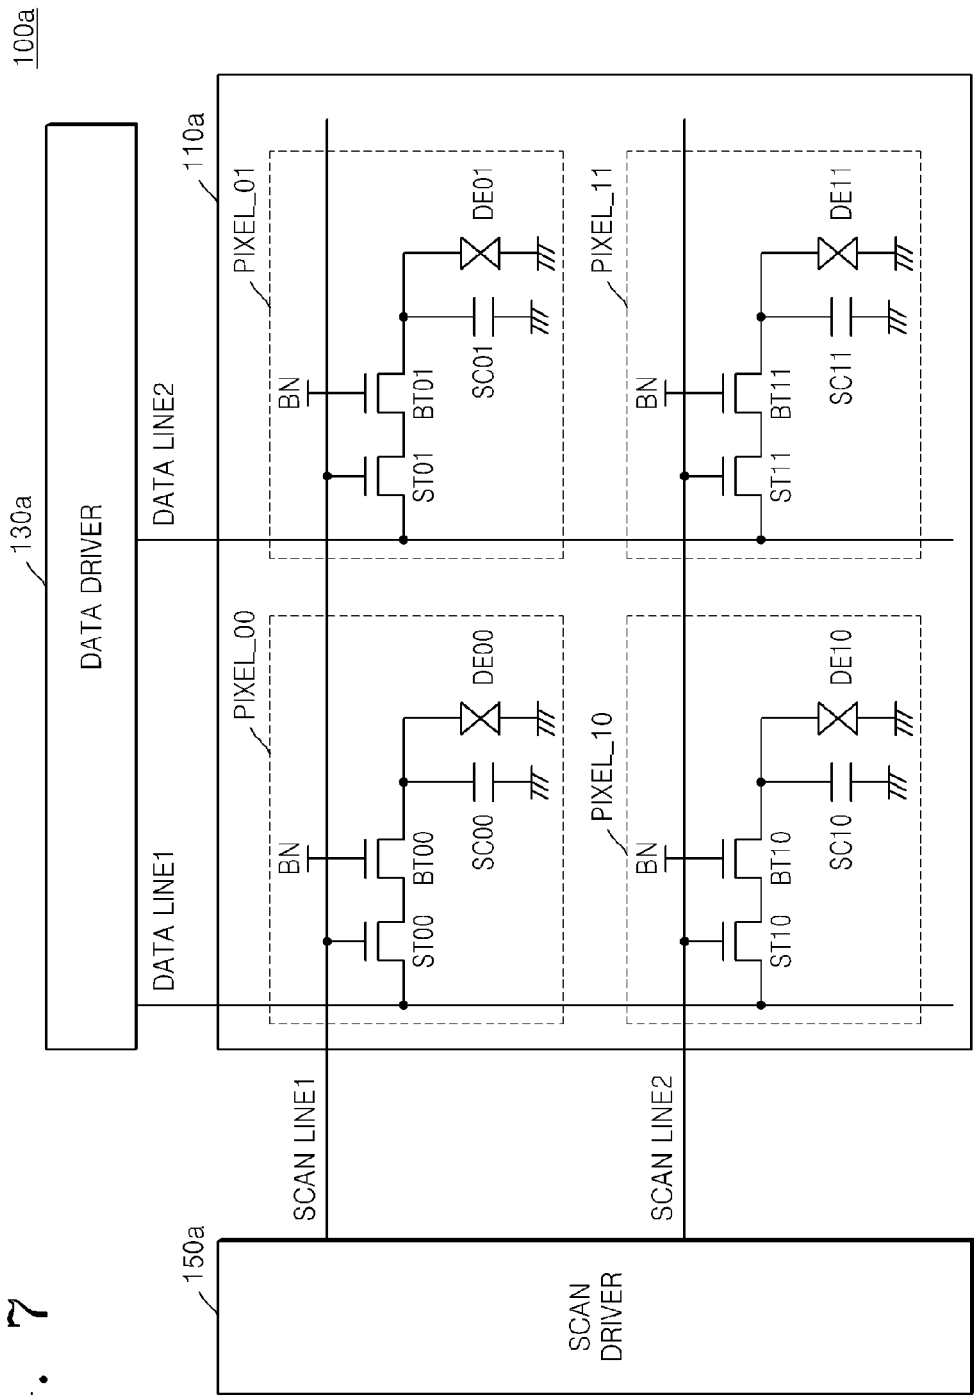 FIG. 7
100a
130a
DATA DRIVER
DATA LINE1
DATA LINE2
110a
150a
SCAN
DRIVER
SCAN LINE1
SCAN LINE2
PIXEL_00
BN
ST00
BT00
SC00
DE00
PIXEL_01
BN
ST01
BT01
SC01
DE01
PIXEL_10
BN
ST10
BT10
SC10
DE10
PIXEL_11
BN
ST11
BT11
SC11
DE11